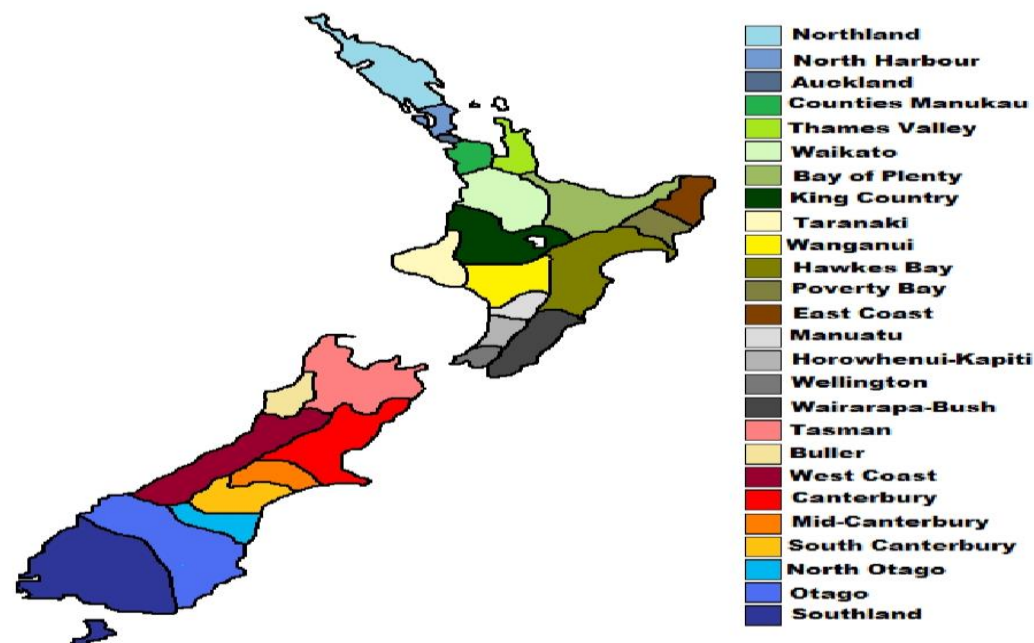 Northland
North Harbour
Auckland
Counties Manukau
Thames Valley
Waikato
Bay of Plenty
King Country
Taranaki
Wanganui
Hawkes Bay
Poverty Bay
East Coast
Manuatu
Horowhenui-Kapiti
Wellington
Wairarapa-Bush
Tasman
Buller
West Coast
Canterbury
Mid-Canterbury
South Canterbury
North Otago
Otago
Southland